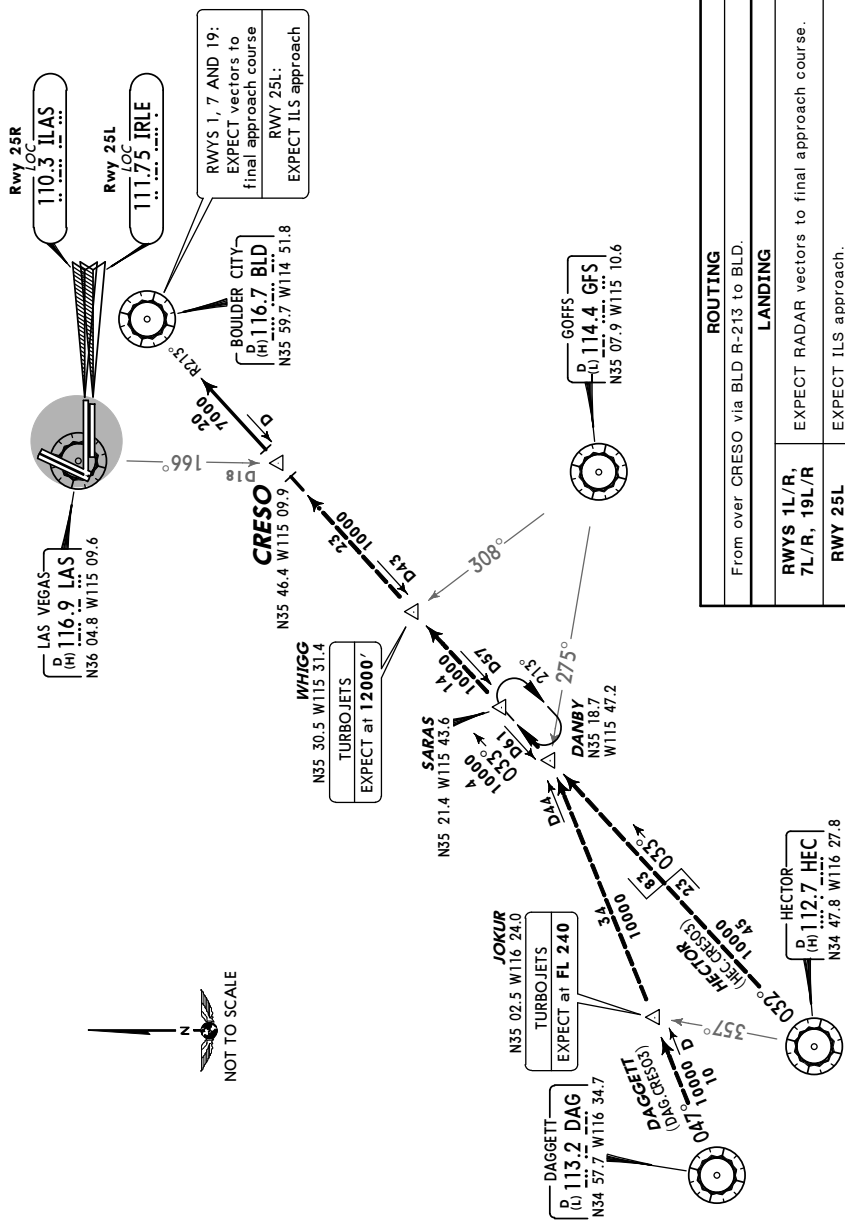 Rwy 25R
LOC
110.3 ILAS
Rwy 25L
LOC
111.75 IRLE
RWYS 1, 7 AND 19:
EXPECT vectors to
final approach course
RWY 25L:
EXPECT ILS approach
LAS VEGAS
D
(H) 116.9 LAS
N36 04.8 W115 09.6
BOULDER CITY
D
(H) 116.7 BLD
N35 59.7 W114 51.8
R213°
20
7000
D
166°
D18
CRESO
N35 46.4 W115 09.9
23
10000
D43
WHIGG
N35 30.5 W115 31.4
TURBOJETS
EXPECT at 12000'
308°
GOFFS
D
(L) 114.4 GFS
N35 07.9 W115 10.6
14
10000
D57
SARAS
N35 21.4 W115 43.6
213°
275°
D61
4
10000
033°
DANBY
N35 18.7
W115 47.2
D44
JOKUR
N35 02.5 W116 24.0
TURBOJETS
EXPECT at FL 240
34
10000
83
23
033°
HECTOR
(HEC.CRESO3)
10000
45
032°
HECTOR
D
(H) 112.7 HEC
N34 47.8 W116 27.8
357°
DAGGETT
D
(L) 113.2 DAG
N34 57.7 W116 34.7
DAGGETT
(DAG.CRESO3)
047°
10000
D
10
N
NOT TO SCALE
ROUTING
From over CRESO via BLD R-213 to BLD.
LANDING
RWYS 1L/R,
7L/R, 19L/R
EXPECT RADAR vectors to final approach course.
RWY 25L
EXPECT ILS approach.